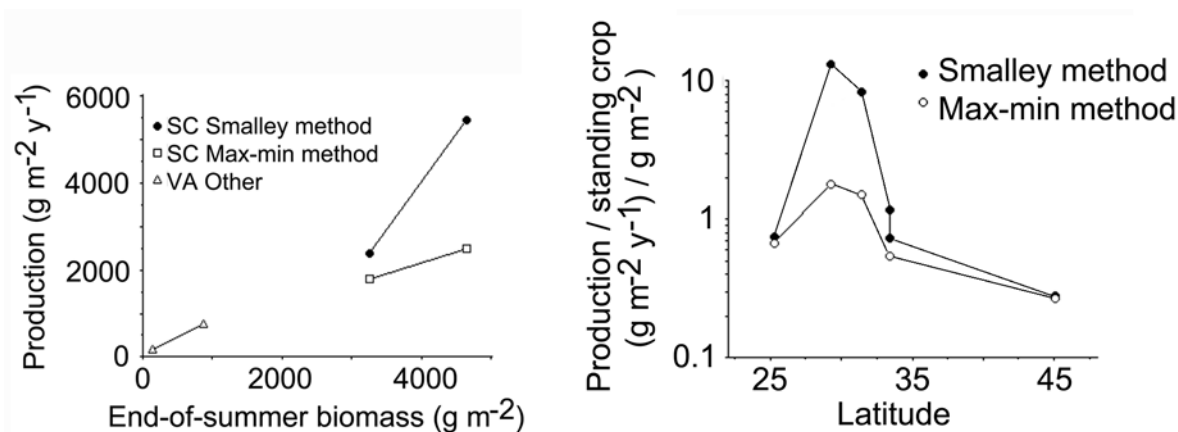 Production (g m-2 y-1)
6000
4000
2000
0
SC Smalley method
SC Max-min method
VA Other
0 2000 4000
End-of-summer biomass (g m-2)
Production / standing crop
(g m-2 y-1) / g m-2)
10
1
0.1
Smalley method
Max-min method
25 35 45
Latitude